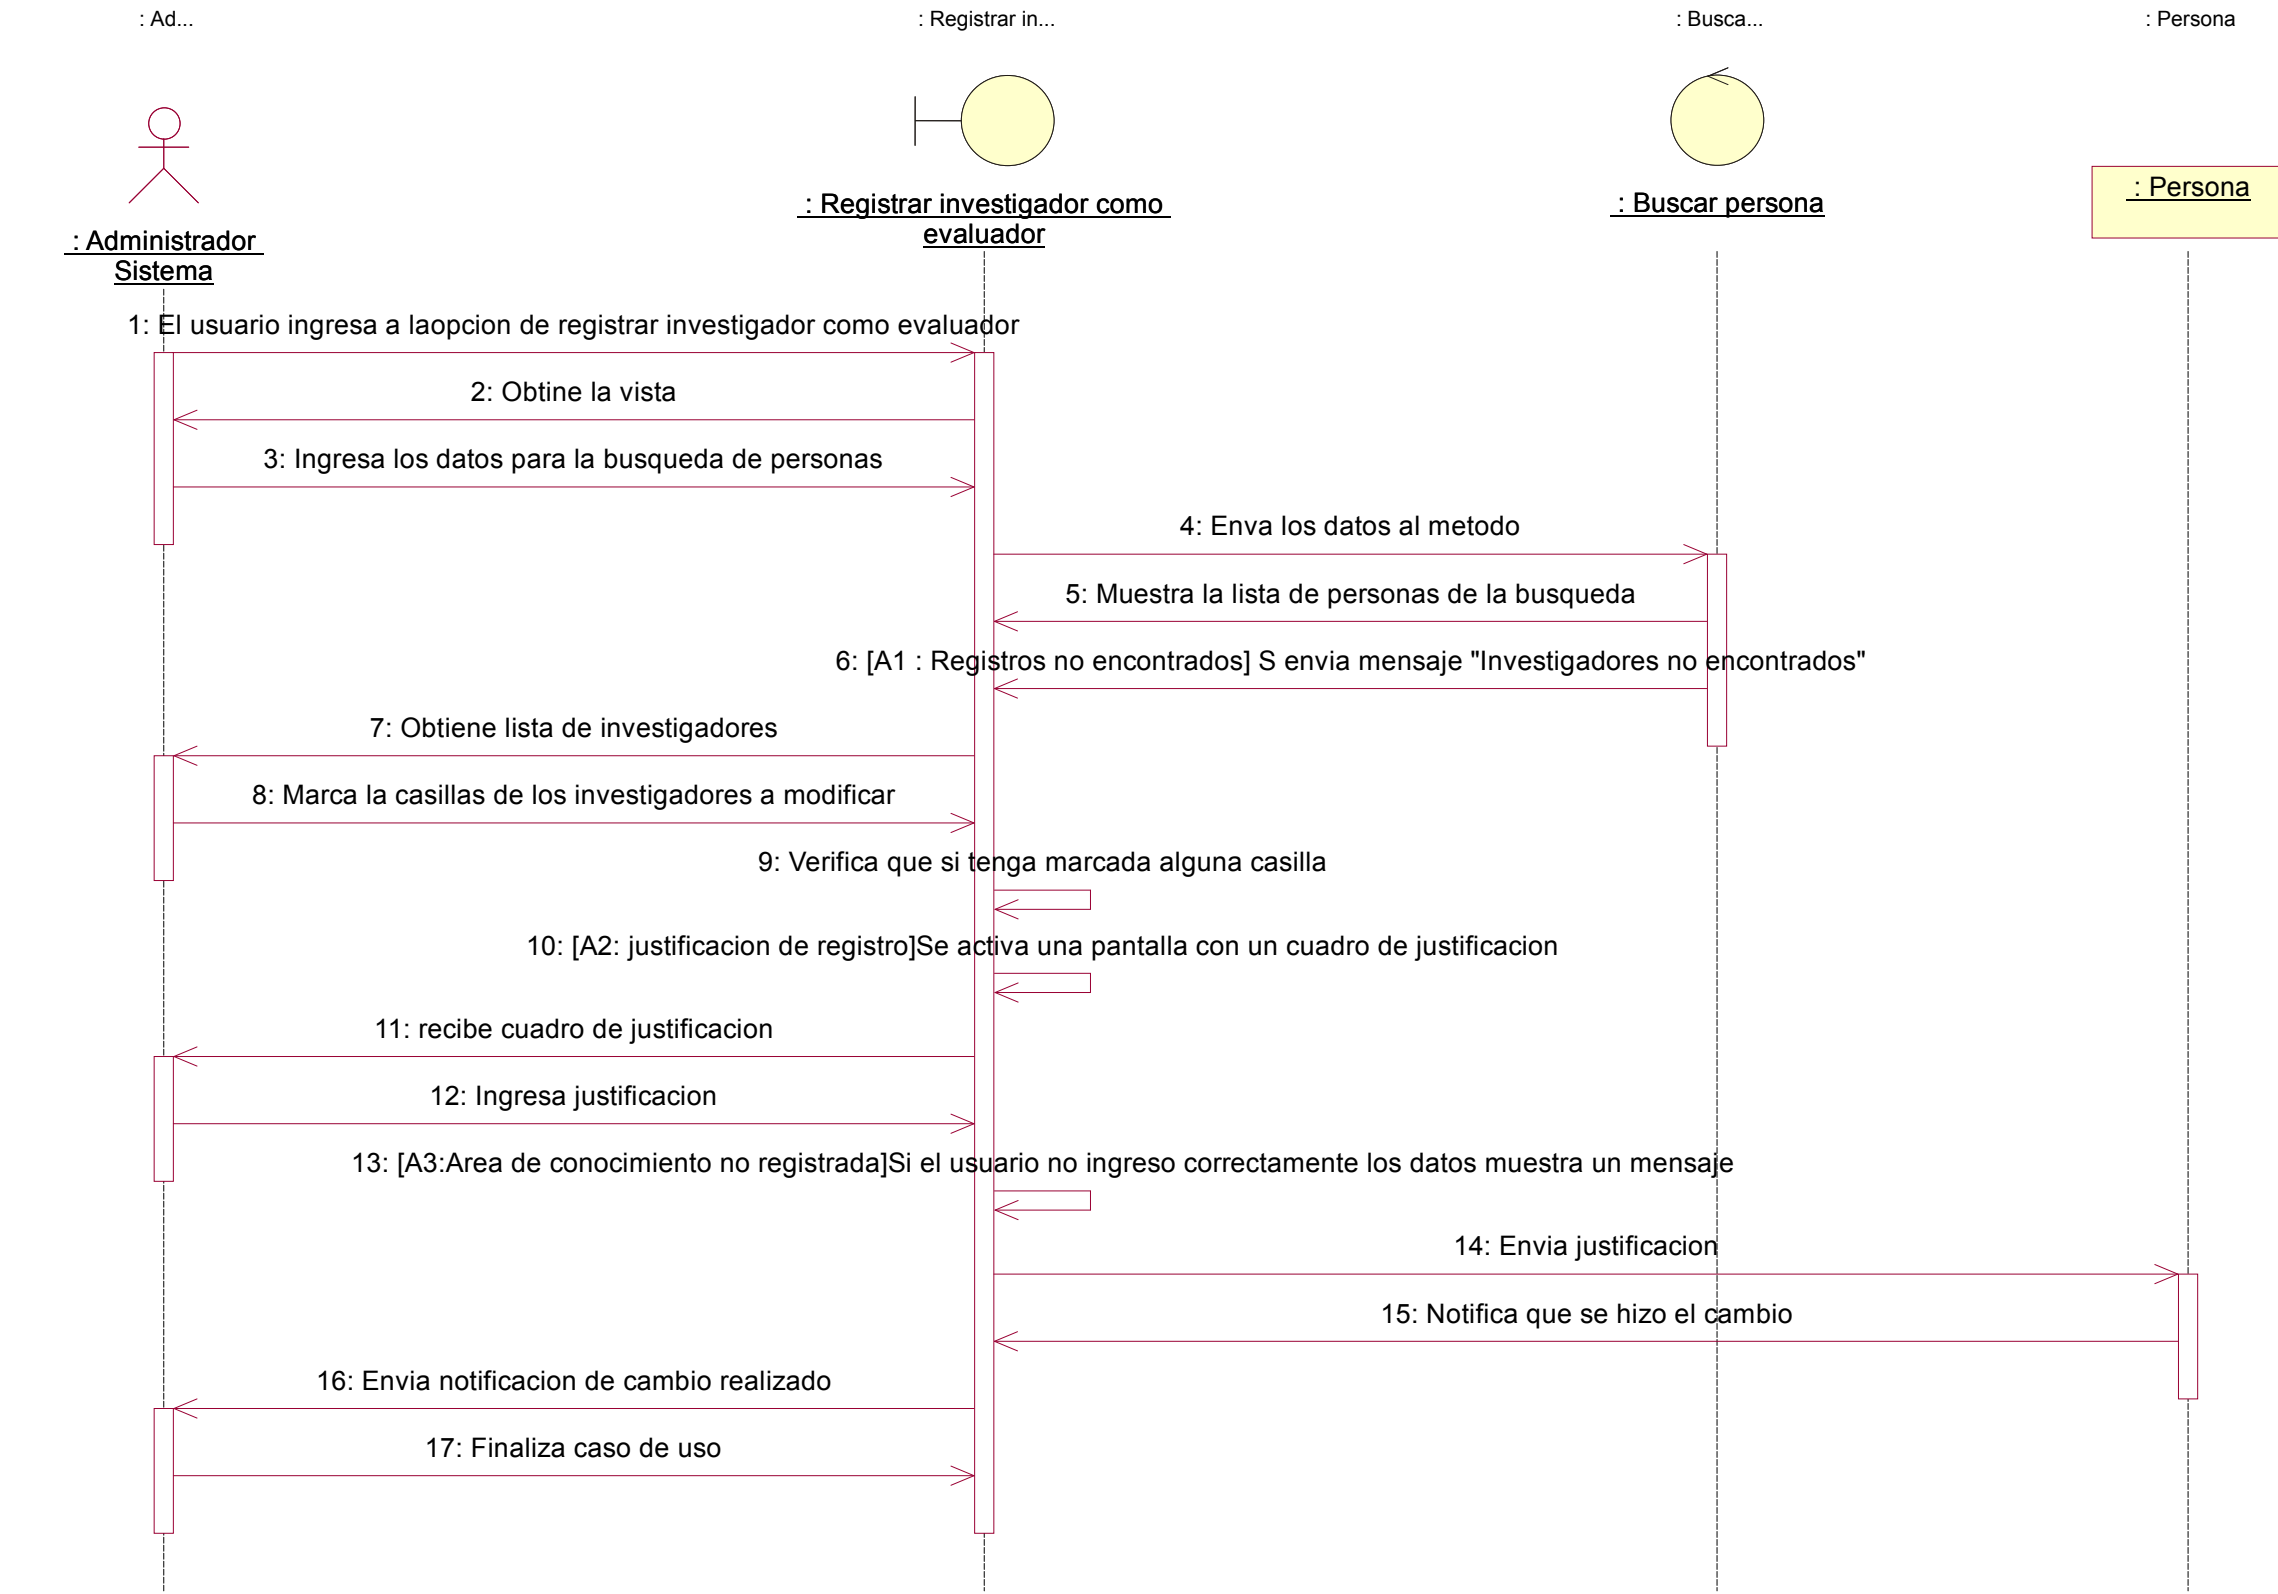 : Ad...
: Registrar in...
: Busca...
: Persona
: Administrador
Sistema
: Registrar investigador como
evaluador
: Buscar persona
: Persona
1: El usuario ingresa a laopcion de registrar investigador como evaluador
2: Obtine la vista
3: Ingresa los datos para la busqueda de personas
4: Enva los datos al metodo
5: Muestra la lista de personas de la busqueda
6: [A1 : Registros no encontrados] S envia mensaje "Investigadores no encontrados"
7: Obtiene lista de investigadores
8: Marca la casillas de los investigadores a modificar
9: Verifica que si tenga marcada alguna casilla
10: [A2: justificacion de registro]Se activa una pantalla con un cuadro de justificacion
11: recibe cuadro de justificacion
12: Ingresa justificacion
13: [A3:Area de conocimiento no registrada]Si el usuario no ingreso correctamente los datos muestra un mensaje
14: Envia justificacion
15: Notifica que se hizo el cambio
16: Envia notificacion de cambio realizado
17: Finaliza caso de uso